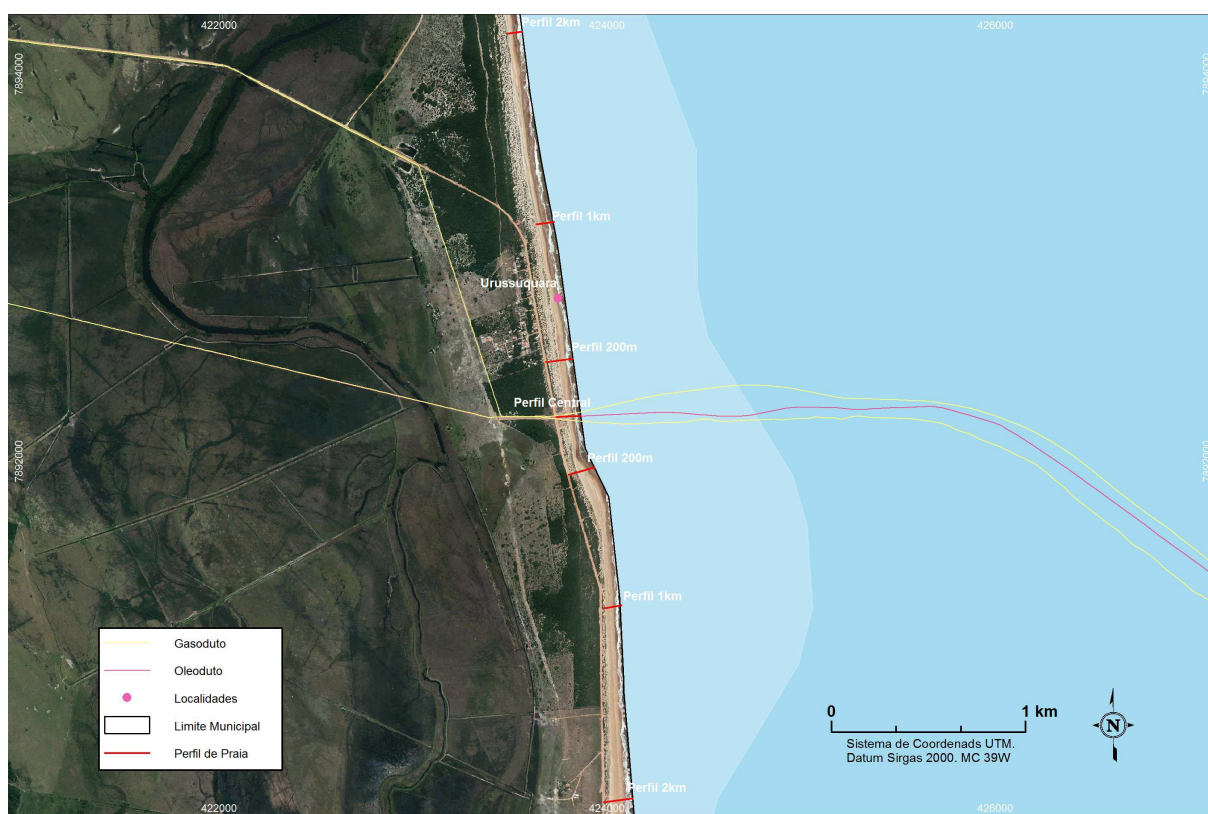 422000
424000
426000
7894000
7894000
Perfil 2km
Perfil 1km
Urussuquara
Perfil 200m
Perfil Central
Perfil 200m
7892000
7892000
Perfil 1km
Gasoduto
Oleoduto
Localidades
Limite Municipal
Perfil de Praia
0 1 km
Sistema de Coordenads UTM.
Datum Sirgas 2000. MC 39W
N
Perfil 2km
422000
424000
426000